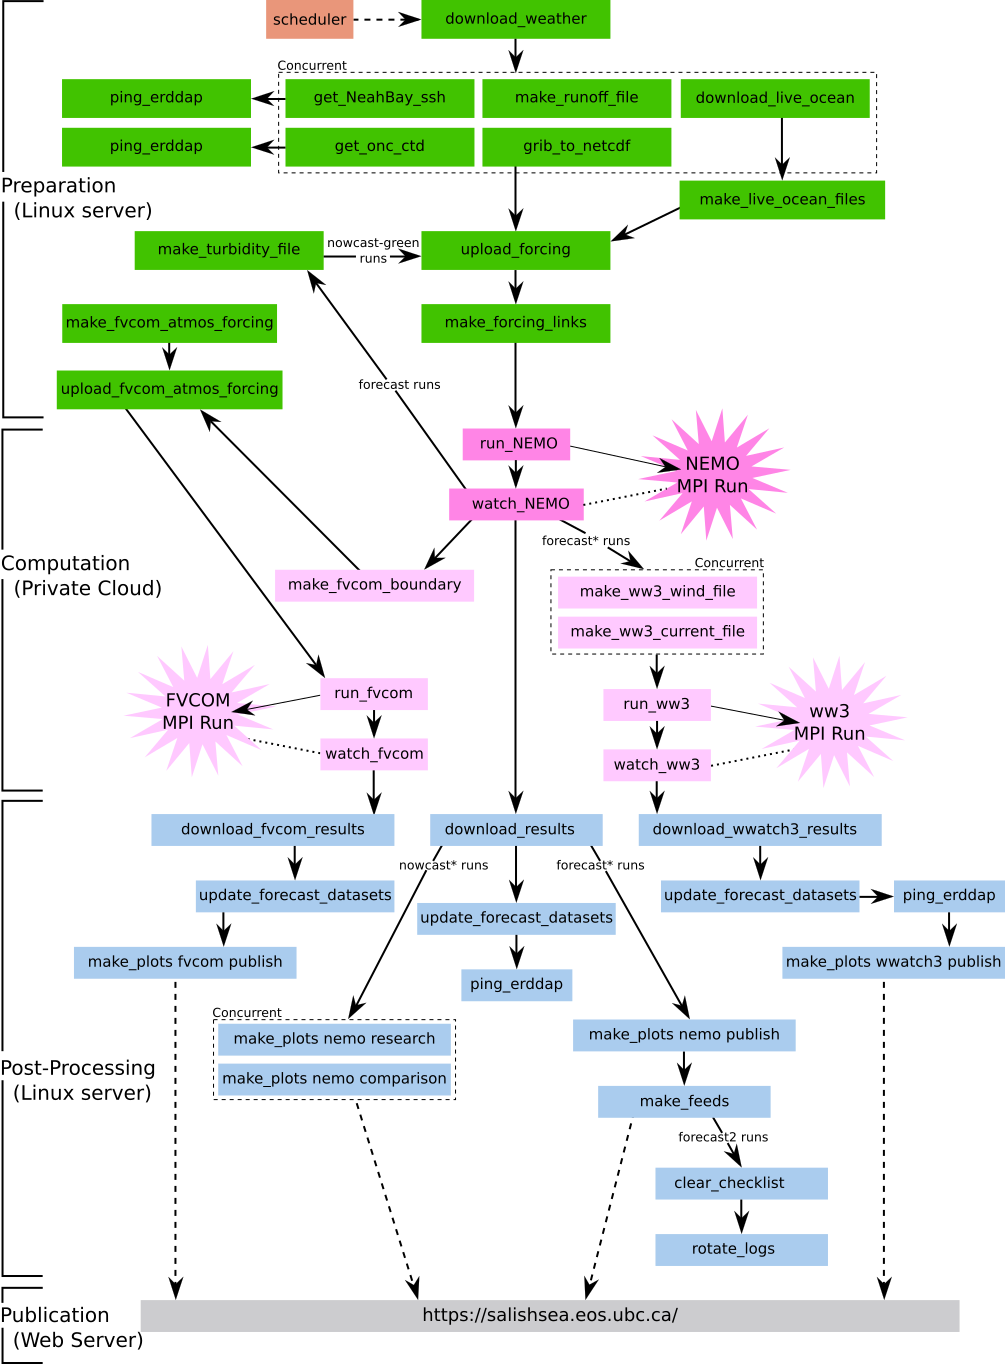 scheduler
download_weather
Concurrent
ping_erddap
get_NeahBay_ssh
make_runoff_file
download_live_ocean
ping_erddap
get_onc_ctd
grib_to_netcdf
Preparation
(Linux server)
make_live_ocean_files
make_turbidity_file
nowcast-green
runs
upload_forcing
make_fvcom_atmos_forcing
make_forcing_links
upload_fvcom_atmos_forcing
forecast runs
run_NEMO
NEMO
MPI Run
watch_NEMO
forecast* runs
Computation
(Private Cloud)
make_fvcom_boundary
Concurrent
make_ww3_wind_file
make_ww3_current_file
FVCOM
MPI Run
run_fvcom
run_ww3
ww3
MPI Run
watch_fvcom
watch_ww3
download_fvcom_results
download_results
download_wwatch3_results
nowcast* runs
forecast* runs
update_forecast_datasets
update_forecast_datasets
update_forecast_datasets
ping_erddap
make_plots fvcom publish
ping_erddap
make_plots wwatch3 publish
Concurrent
make_plots nemo research
make_plots nemo comparison
make_plots nemo publish
Post-Processing
(Linux server)
make_feeds
forecast2 runs
clear_checklist
rotate_logs
Publication
(Web Server)
https://salishsea.eos.ubc.ca/